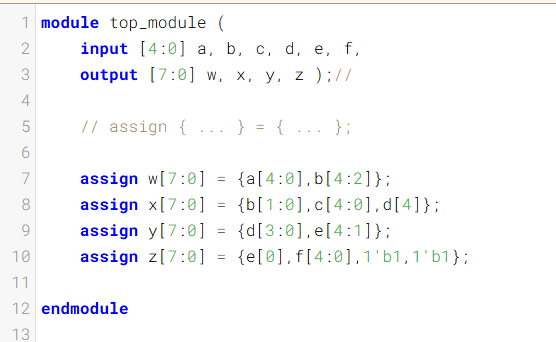 1 module top_module (
2 input [4:0] a, b, c, d, e, f,
3 output [7:0] w, x, y, z );//
4
5 // assign { ... } = { ... };
6
7 assign w[7:0] = {a[4:0],b[4:2]};
8 assign x[7:0] = {b[1:0],c[4:0],d[4]};
9 assign y[7:0] = {d[3:0],e[4:1]};
10 assign z[7:0] = {e[0],f[4:0],1'b1,1'b1};
11
12 endmodule
13